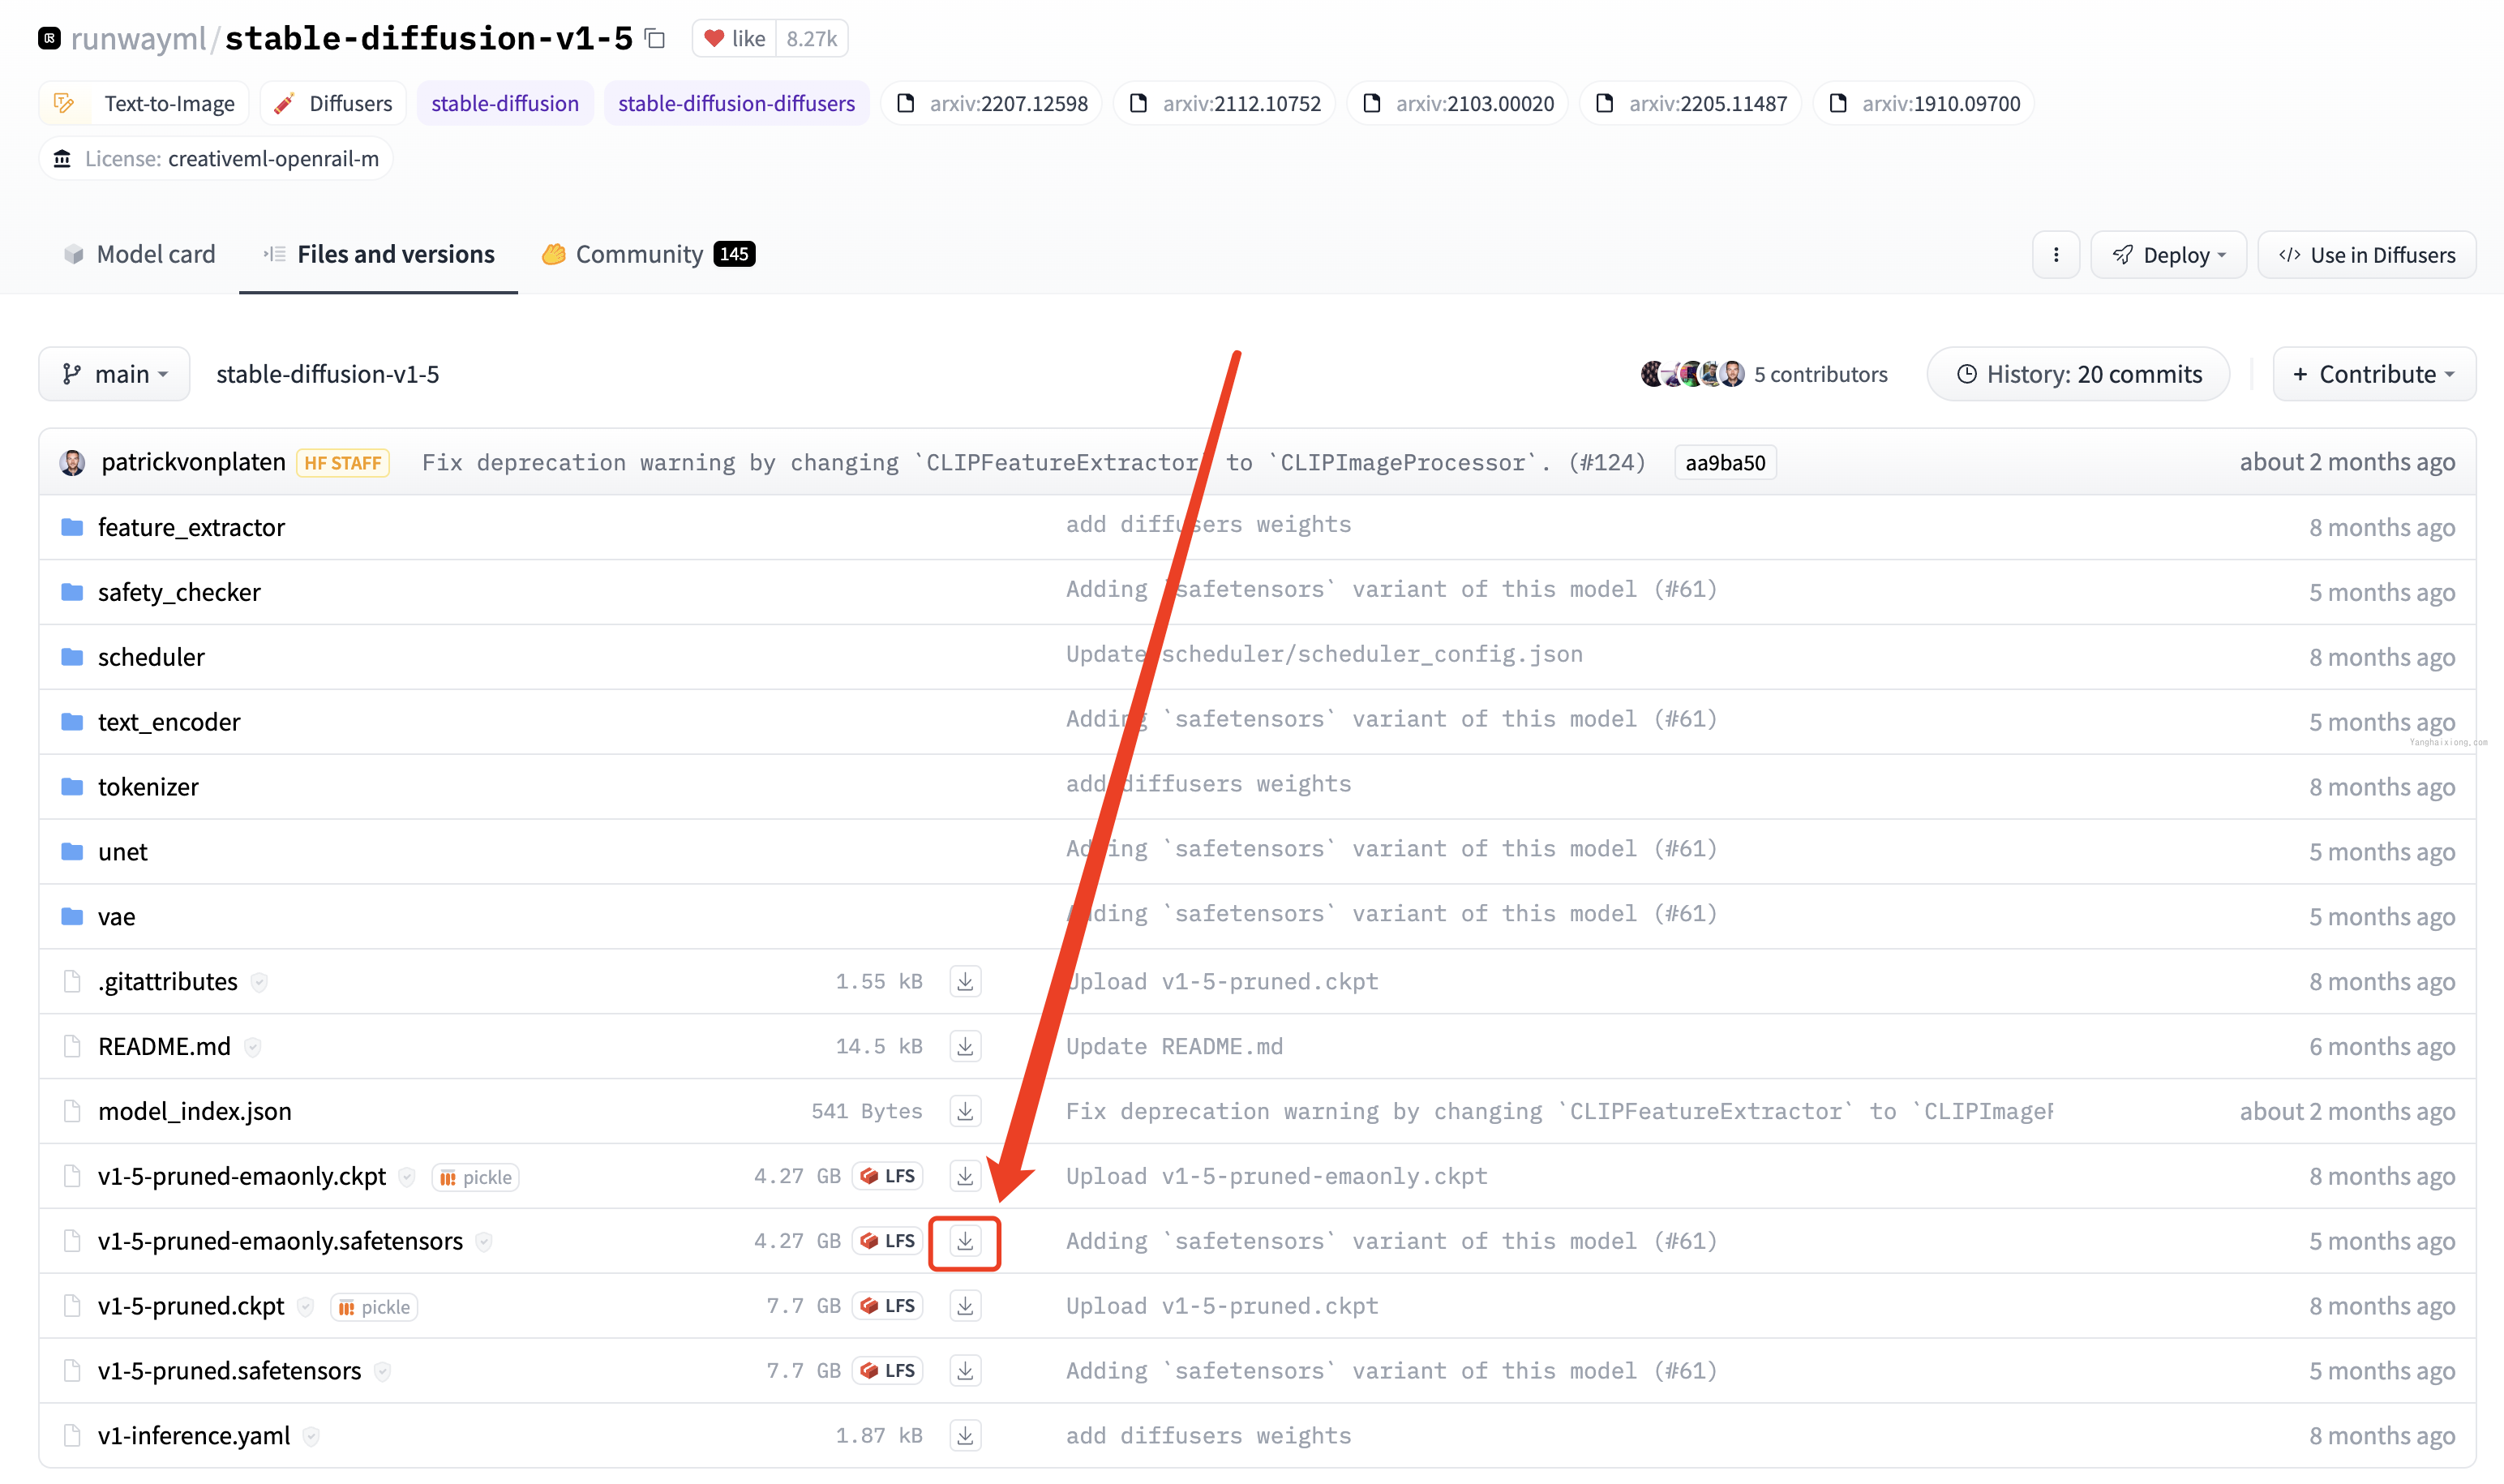 runwayml/stable-diffusion-v1-5 like 8.27k
Text-to-Image Diffusers stable-diffusion stable-diffusion-diffusers arxiv:2207.12598 arxiv:2112.10752 arxiv:2103.00020 arxiv:2205.11487 arxiv:1910.09700
License: creativeml-openrail-m
Model card Files and versions Community 145 Deploy </> Use in Diffusers
main stable-diffusion-v1-5 5 contributors History: 20 commits + Contribute
patrickvonplaten HF STAFF Fix deprecation warning by changing `CLIPFeatureExtractor` to `CLIPImageProcessor`. (#124) aa9ba50 about 2 months ago
feature_extractor add diffusers weights 8 months ago
safety_checker Adding `safetensors` variant of this model (#61) 5 months ago
scheduler Update scheduler/scheduler_config.json 8 months ago
text_encoder Adding `safetensors` variant of this model (#61) 5 months ago
Yanghaixiong.com
tokenizer add diffusers weights 8 months ago
unet Adding `safetensors` variant of this model (#61) 5 months ago
vae Adding `safetensors` variant of this model (#61) 5 months ago
.gitattributes 1.55 kB Upload v1-5-pruned.ckpt 8 months ago
README.md 14.5 kB Update README.md 6 months ago
model_index.json 541 Bytes Fix deprecation warning by changing `CLIPFeatureExtractor` to `CLIPImageP about 2 months ago
v1-5-pruned-emaonly.ckpt pickle 4.27 GB LFS Upload v1-5-pruned-emaonly.ckpt 8 months ago
v1-5-pruned-emaonly.safetensors 4.27 GB LFS Adding `safetensors` variant of this model (#61) 5 months ago
v1-5-pruned.ckpt pickle 7.7 GB LFS Upload v1-5-pruned.ckpt 8 months ago
v1-5-pruned.safetensors 7.7 GB LFS Adding `safetensors` variant of this model (#61) 5 months ago
v1-inference.yaml 1.87 kB add diffusers weights 8 months ago